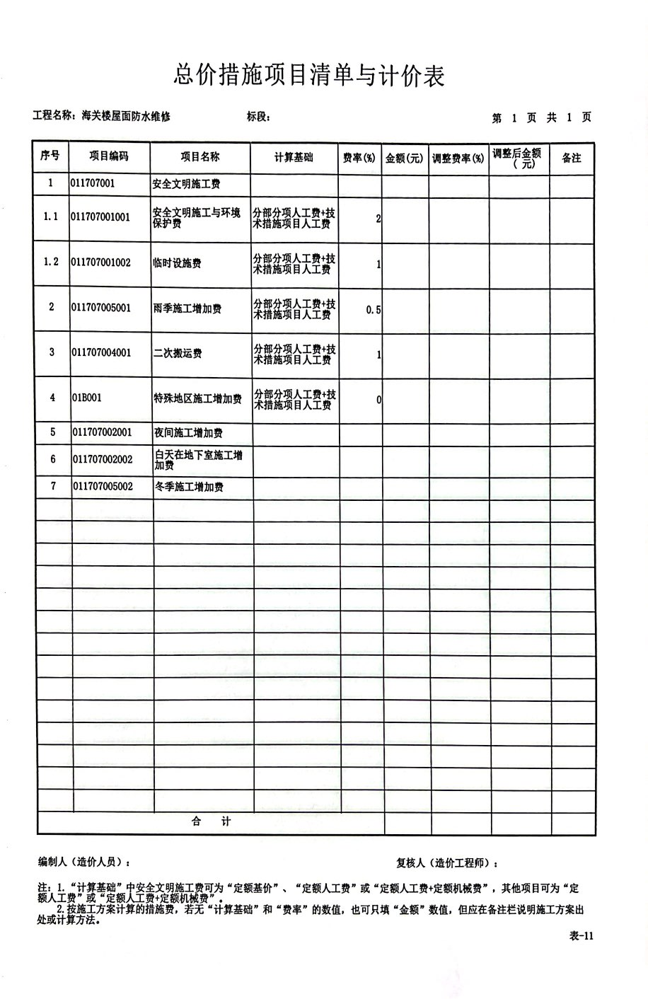 总价措施项目清单与计价表
工程名称：海关楼屋面防水维修 标段： 第 1 页 共 1 页
序号 项目编码 项目名称 计算基础 费率(%) 金额(元) 调整费率(%) 调整后金额 备注
( 元)
1 011707001 安全文明施工费
1.1 011707001001 安全文明施工与环境 分部分项人工费+技 2
保护费 术措施项目人工费
1.2 011707001002 临时设施费 分部分项人工费+技 1
术措施项目人工费
2 011707005001 雨季施工增加费 分部分项人工费+技 0.5
术措施项目人工费
3 011707004001 二次搬运费 分部分项人工费+技 1
术措施项目人工费
4 01B001 特殊地区施工增加费 分部分项人工费+技 0
术措施项目人工费
5 011707002001 夜间施工增加费
6 011707002002 白天在地下室施工增
加费
7 011707005002 冬季施工增加费
合 计
编制人（造价人员）： 复核人（造价工程师）：
注：1.“计算基础”中安全文明施工费可为“定额基价”、“定额人工费”或“定额人工费+定额机械费”，其他项目可为“定
额人工费”或“定额人工费+定额机械费”。
2.按施工方案计算的措施费，若无“计算基础”和“费率”的数值，也可只填“金额”数值，但应在备注栏说明施工方案出
处或计算方法。
表-11